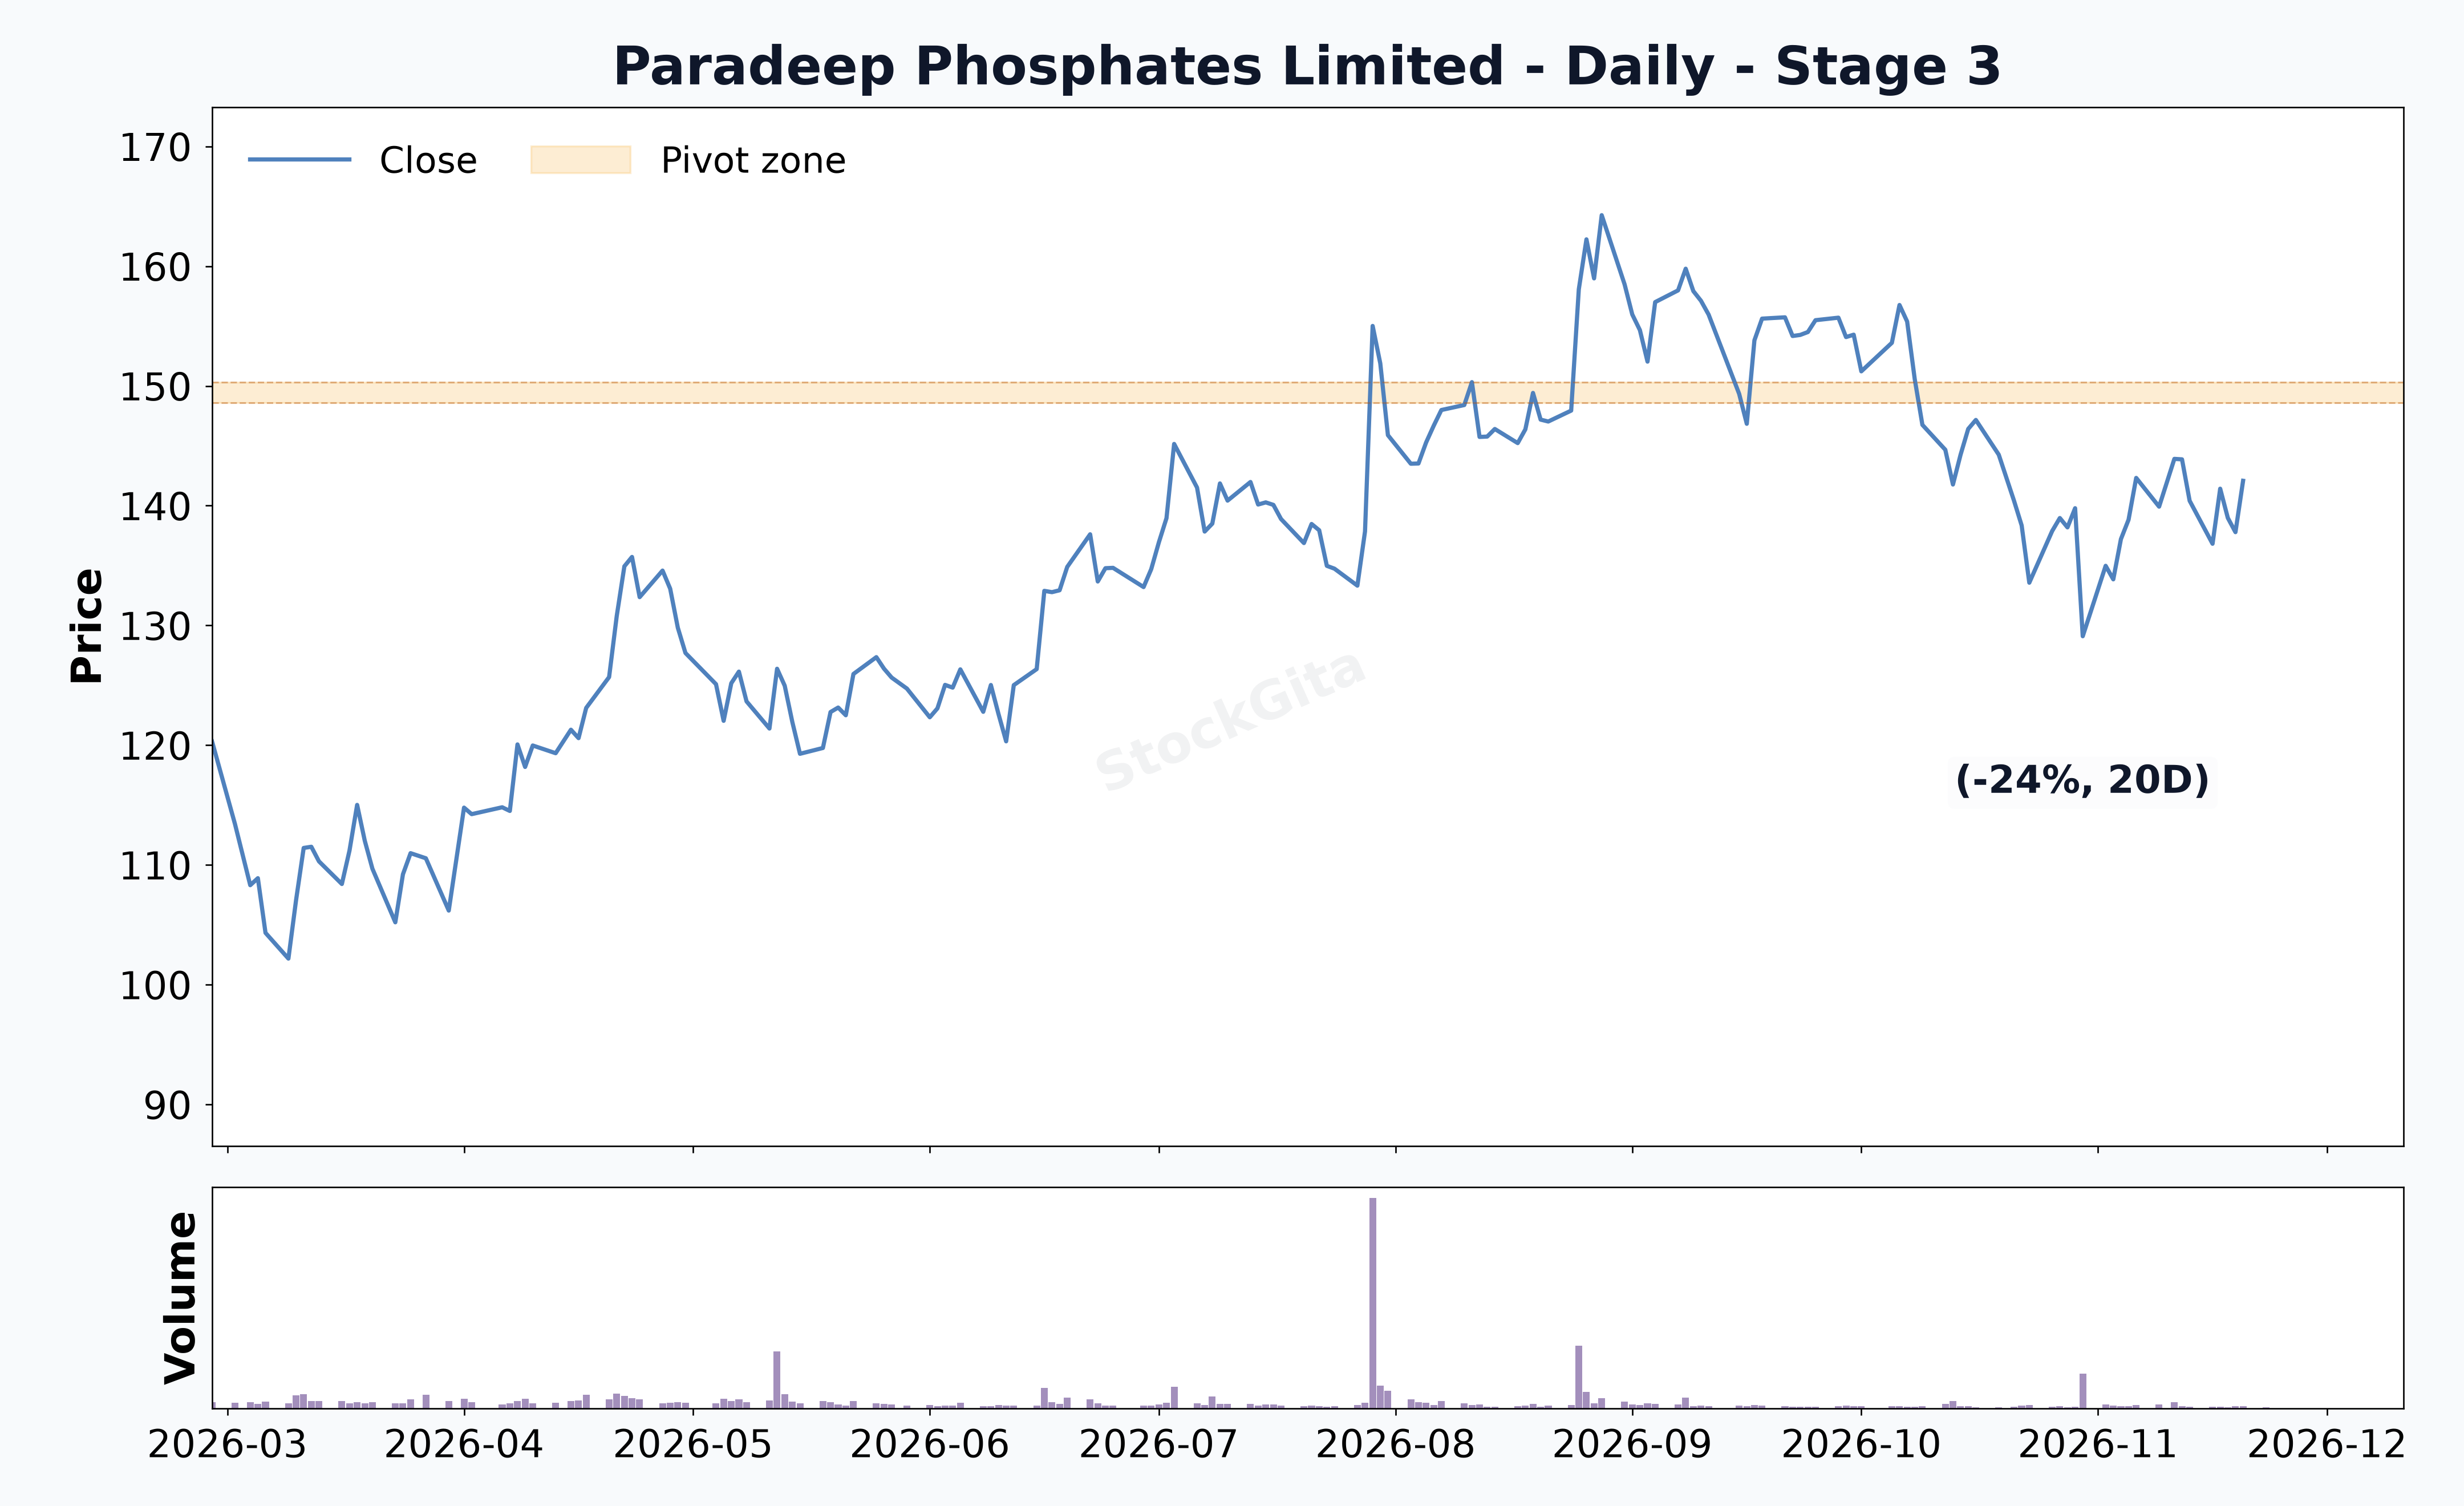 Paradeep Phosphates Limited - Daily - Stage 3
Close
Pivot zone
170
160
150
140
130
120
110
100
90
Price
StockGita
(-24%, 20D)
Volume
2026-03
2026-04
2026-05
2026-06
2026-07
2026-08
2026-09
2026-10
2026-11
2026-12